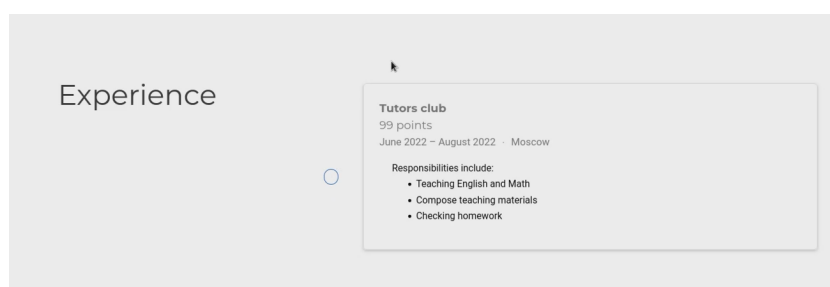 Experience
Tutors club
99 points
June 2022 – August 2022 · Moscow
Responsibilities include:
• Teaching English and Math
• Compose teaching materials
• Checking homework